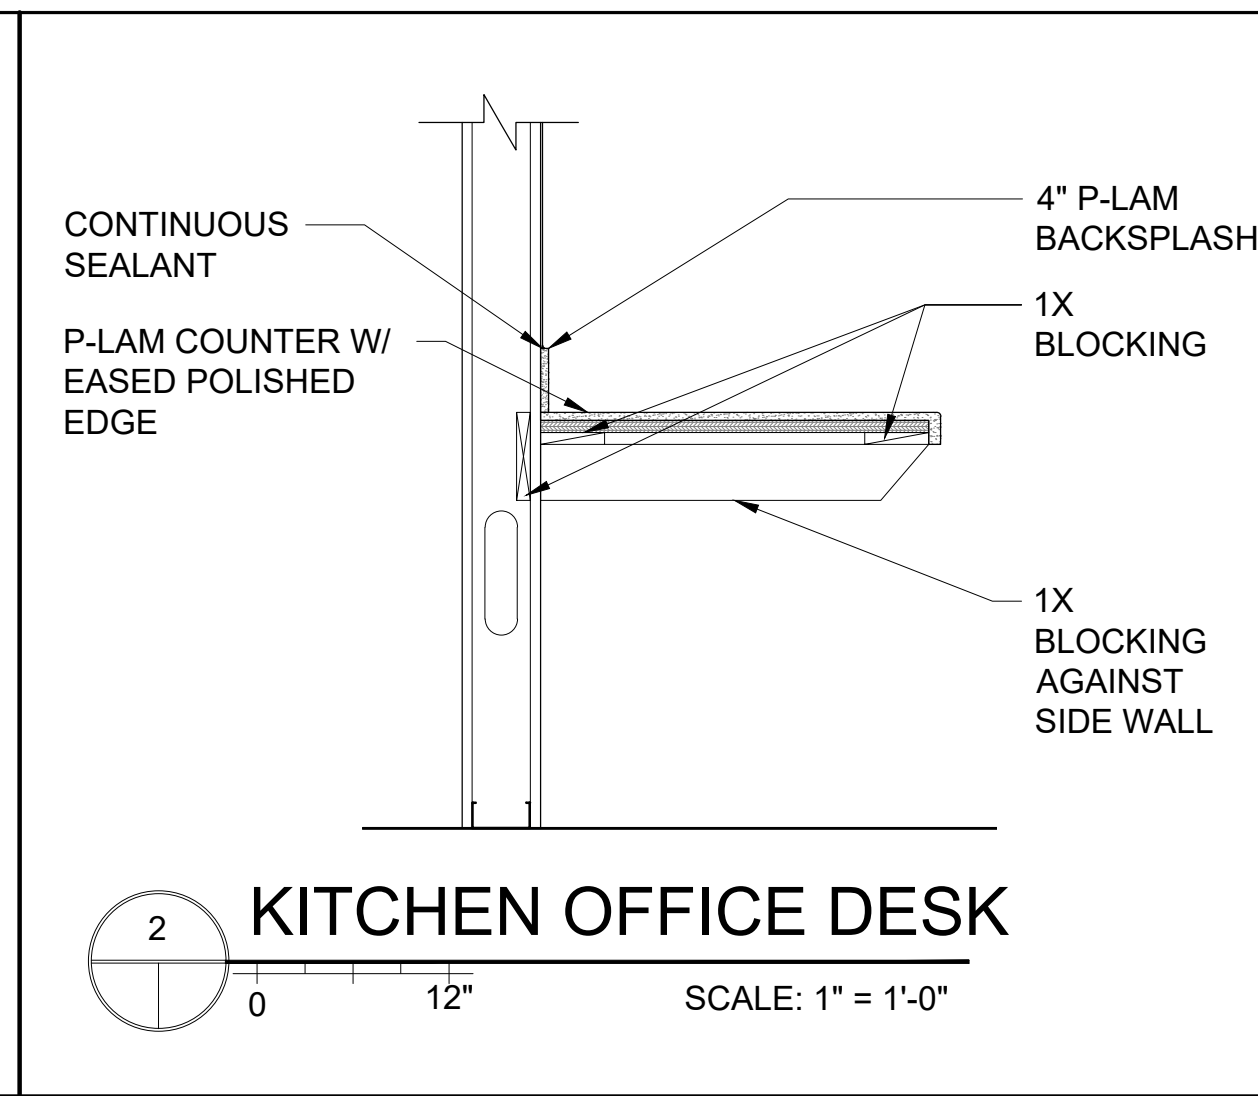 CONTINUOUS
SEALANT
P-LAM COUNTER W/
EASED POLISHED
EDGE
4" P-LAM
BACKSPLASH
1X
BLOCKING
1X
BLOCKING
AGAINST
SIDE WALL
2
KITCHEN OFFICE DESK
0
12"
SCALE: 1" = 1'-0"